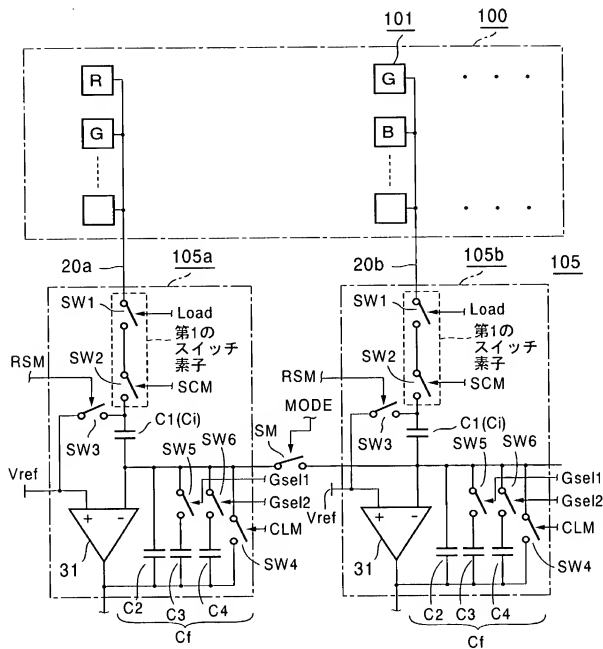 101
100
R
G
G
B
20a
105a
20b
105b
105
SW1
Load
第1の
スイッチ
素子
SW2
RSM
SCM
SW3
C1(Ci)
MODE
SM
SW5
SW6
Gsel1
Gsel2
CLM
SW4
Vref
+
-
31
C2
C3
C4
Cf
SW1
Load
第1の
スイッチ
素子
SW2
RSM
SCM
SW3
C1(Ci)
SW5
SW6
Gsel1
Gsel2
CLM
SW4
Vref
+
-
31
C2
C3
C4
Cf